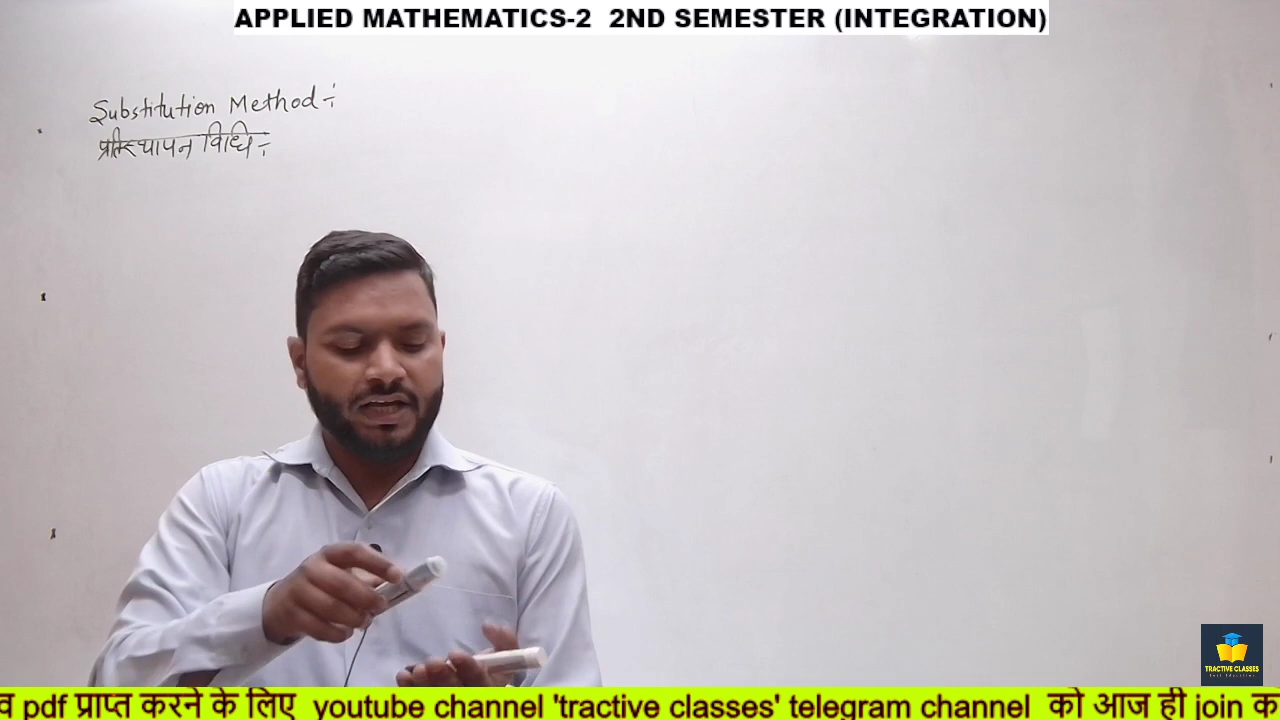 APPLIED MATHEMATICS-2 2ND SEMESTER (INTEGRATION)
Substitution Method :-
प्रतिस्थापन विधि :-
TRACTIVE CLASSES
व pdf प्राप्त करने के लिए youtube channel 'tractive classes' telegram channel को आज ही join क